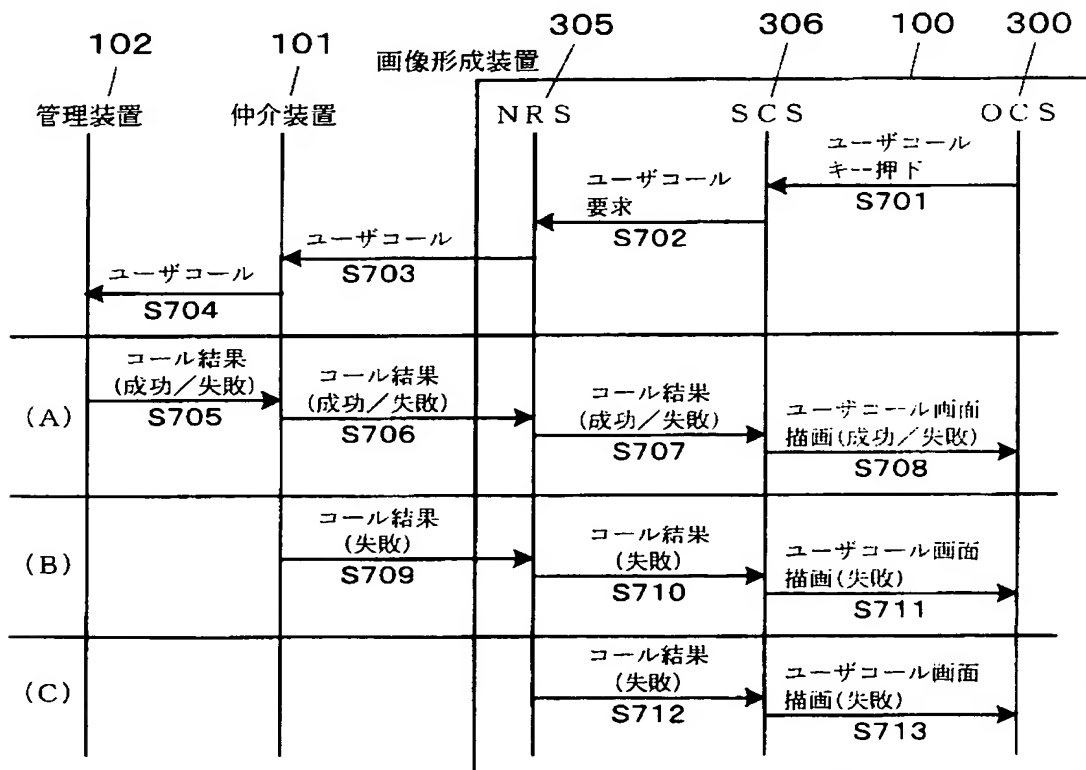 102
101
305
306
100
300
画像形成装置
管理装置
仲介装置
NRS
SCS
OCS
ユーザコール
キー押下
S701
ユーザコール
要求
S702
ユーザコール
S703
ユーザコール
S704
(A)
コール結果
(成功/失敗)
S705
コール結果
(成功/失敗)
S706
コール結果
(成功/失敗)
S707
ユーザコール画面
描画(成功/失敗)
S708
(B)
コール結果
(失敗)
S709
コール結果
(失敗)
S710
ユーザコール画面
描画(失敗)
S711
(C)
コール結果
(失敗)
S712
ユーザコール画面
描画(失敗)
S713